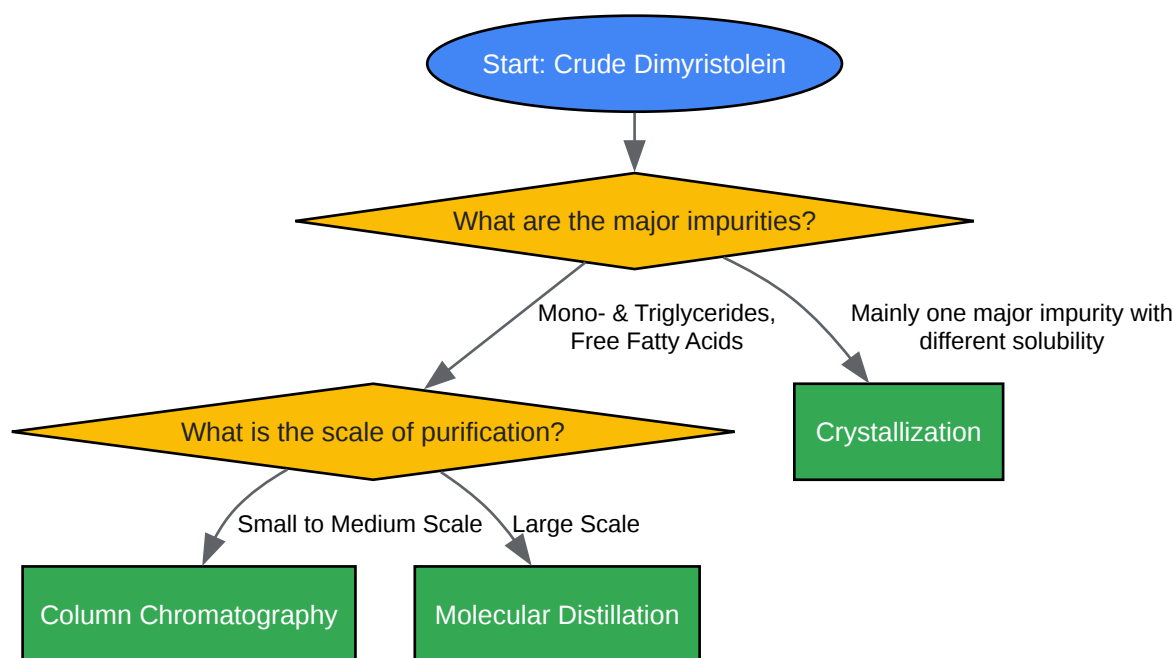 Start: Crude Dimyristolein
What are the major impurities?
Mono- & Triglycerides,
Free Fatty Acids
Mainly one major impurity with
different solubility
What is the scale of purification?
Crystallization
Small to Medium Scale
Large Scale
Column Chromatography
Molecular Distillation